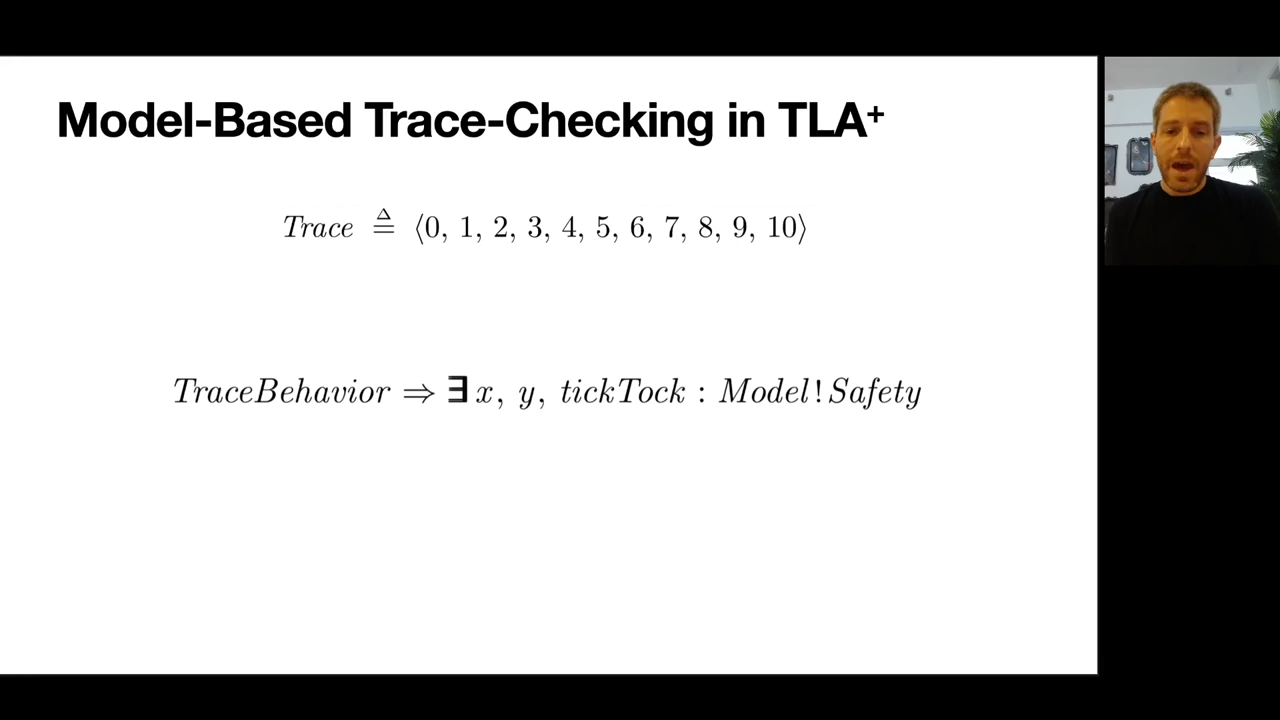 Model-Based Trace-Checking in TLA⁺
Trace ≜ ⟨0, 1, 2, 3, 4, 5, 6, 7, 8, 9, 10⟩
TraceBehavior ⇒ ∃ x, y, tickTock : Model!Safety